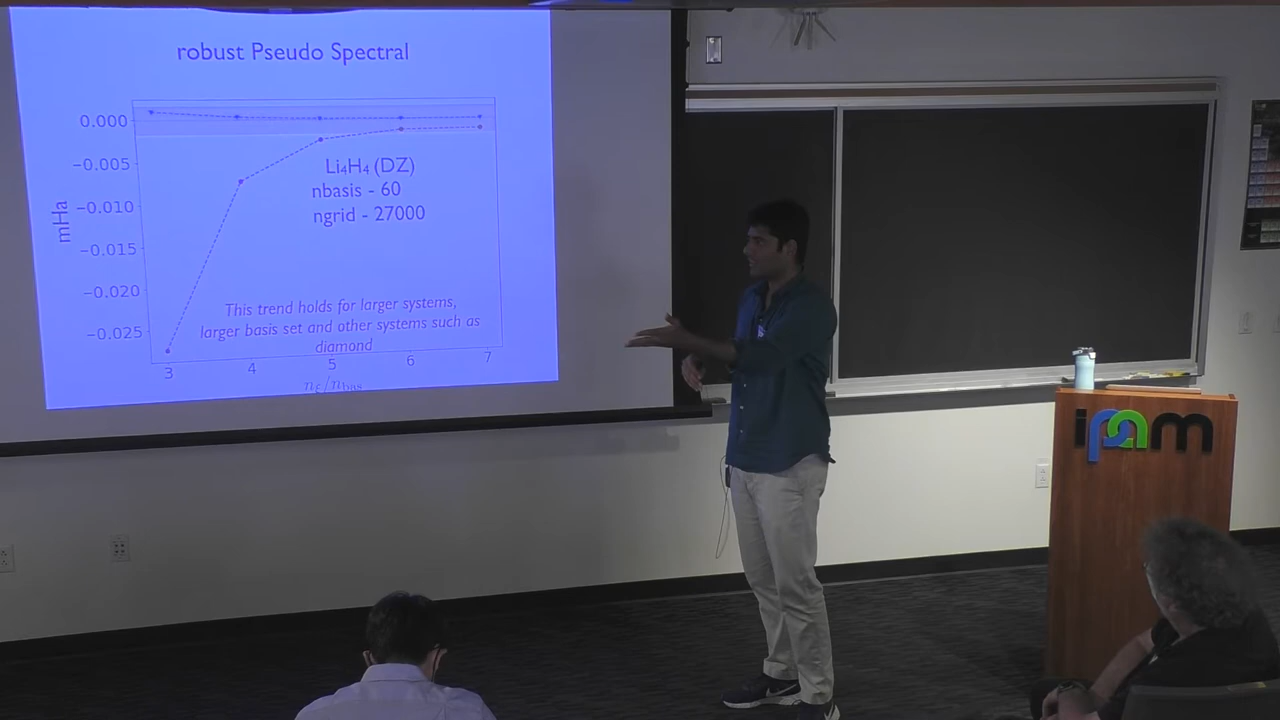 robust Pseudo Spectral
0.000
−0.005
−0.010
−0.015
−0.020
−0.025
mHa
Li₄H₄ (DZ)
nbasis - 60
ngrid - 27000
This trend holds for larger systems,
larger basis set and other systems such as
diamond
3 4 5 6 7
ipam